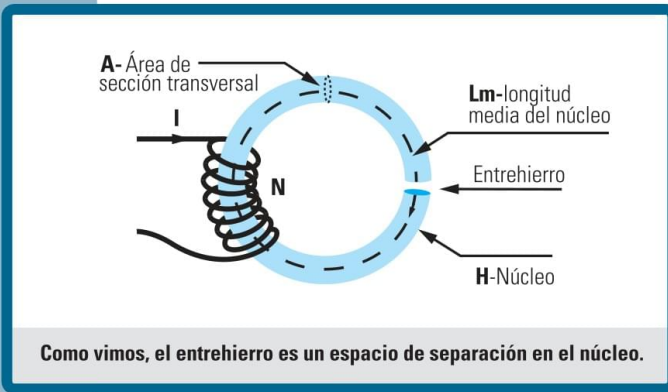 A- Área de
sección transversal
I
Lm-longitud
media del núcleo
Entrehierro
N
H-Núcleo
Como vimos, el entrehierro es un espacio de separación en el núcleo.